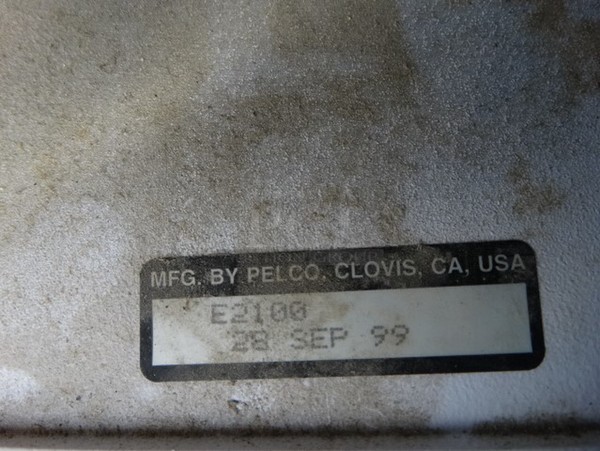 MFG. BY PELCO, CLOVIS, CA, USA
E2100
28 SEP 99